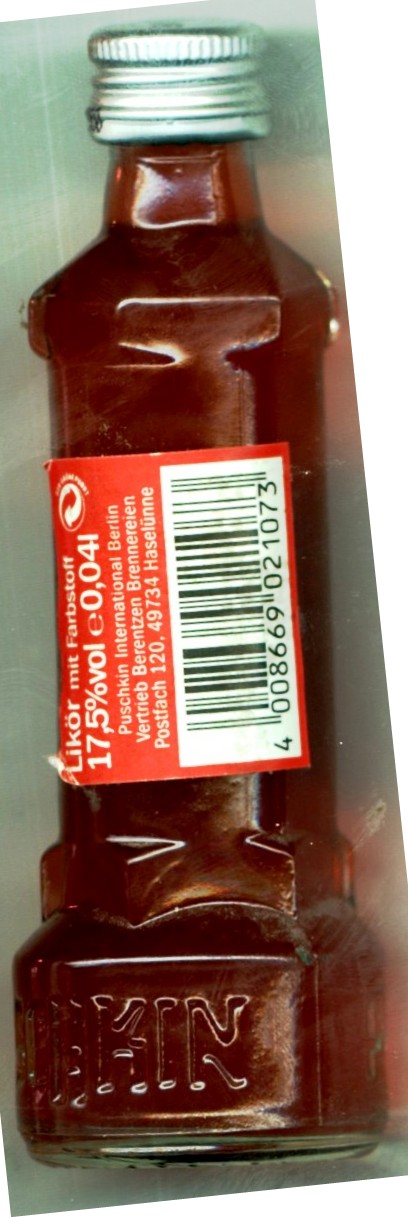 Likör mit Farbstoff
17,5%vol e0,04l
Puschkin International Berlin
Vertrieb Berentzen Brennereien
Postfach 120, 49734 Haselünne
4 008669 021073